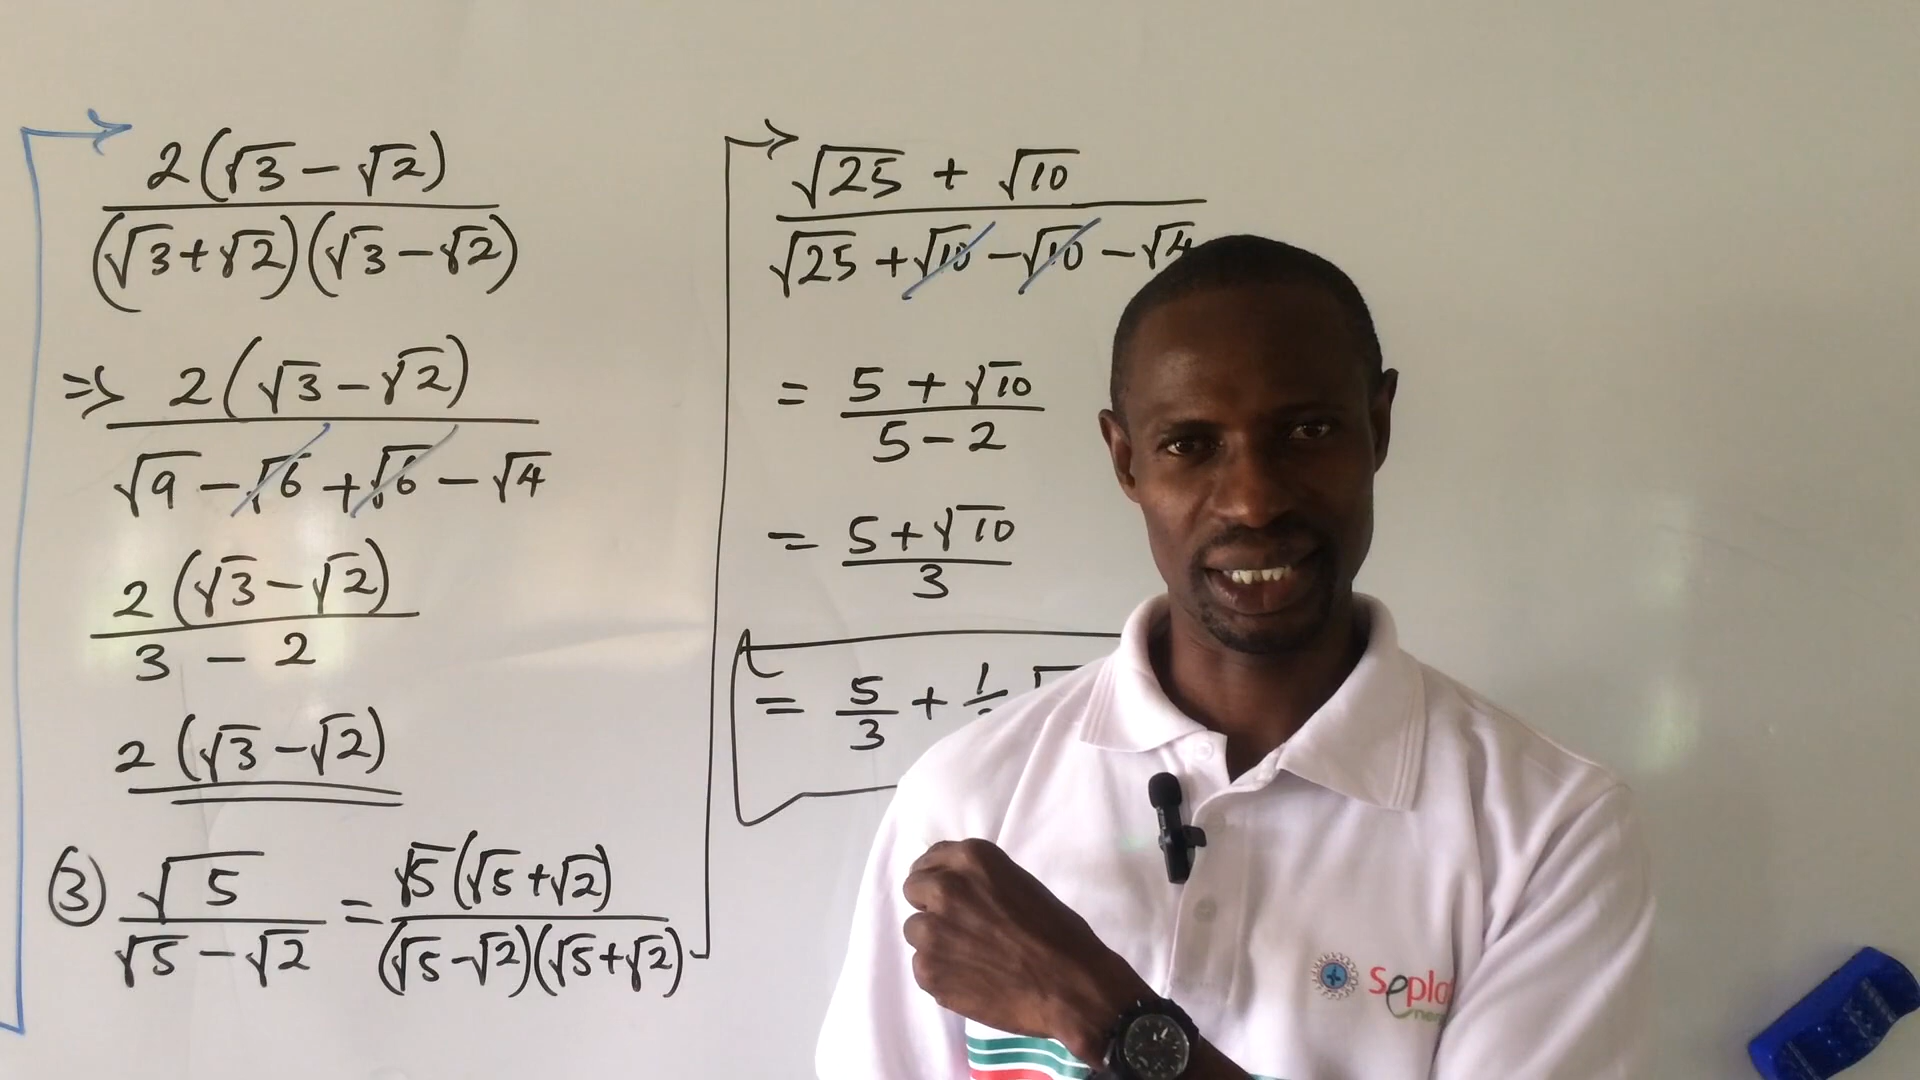 2(√3 − √2)
(√3 + √2)(√3 − √2)
⇒ 2(√3 − √2)
√9 − √6 + √6 − √4
2(√3 − √2)
3 − 2
2(√3 − √2)
③ √5 = √5(√5 + √2)
√5 − √2 (√5 − √2)(√5 + √2)
√25 + √10
√25 + √10 − √10 − √4
= 5 + √10
5 − 2
= 5 + √10
3
= 5 + 1 √
3
Sepla